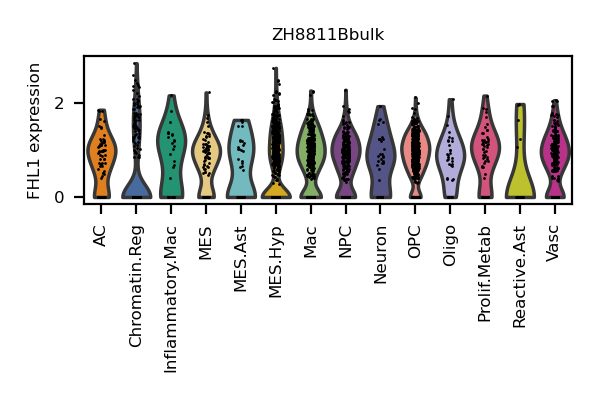 ZH8811Bbulk
FHL1 expression
2
0
AC
Chromatin.Reg
Inflammatory.Mac
MES
MES.Ast
MES.Hyp
Mac
NPC
Neuron
OPC
Oligo
Prolif.Metab
Reactive.Ast
Vasc